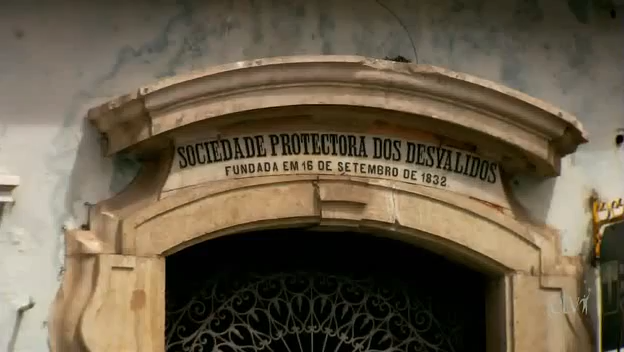 SOCIEDADE PROTECTORA DOS DESVALIDOS
FUNDADA EM 16 DE SETEMBRO DE 1832.